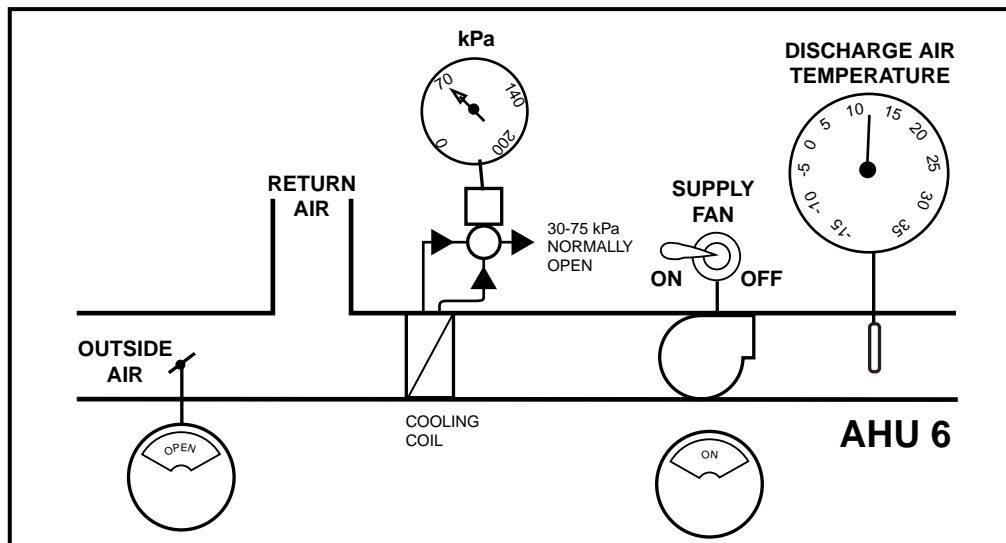 kPa
0
70
140
200
DISCHARGE AIR
TEMPERATURE
-15
-10
-5
0
5
10
15
20
25
30
35
RETURN
AIR
30-75 kPa
NORMALLY
OPEN
SUPPLY
FAN
ON
OFF
OUTSIDE
AIR
OPEN
COOLING
COIL
ON
AHU 6